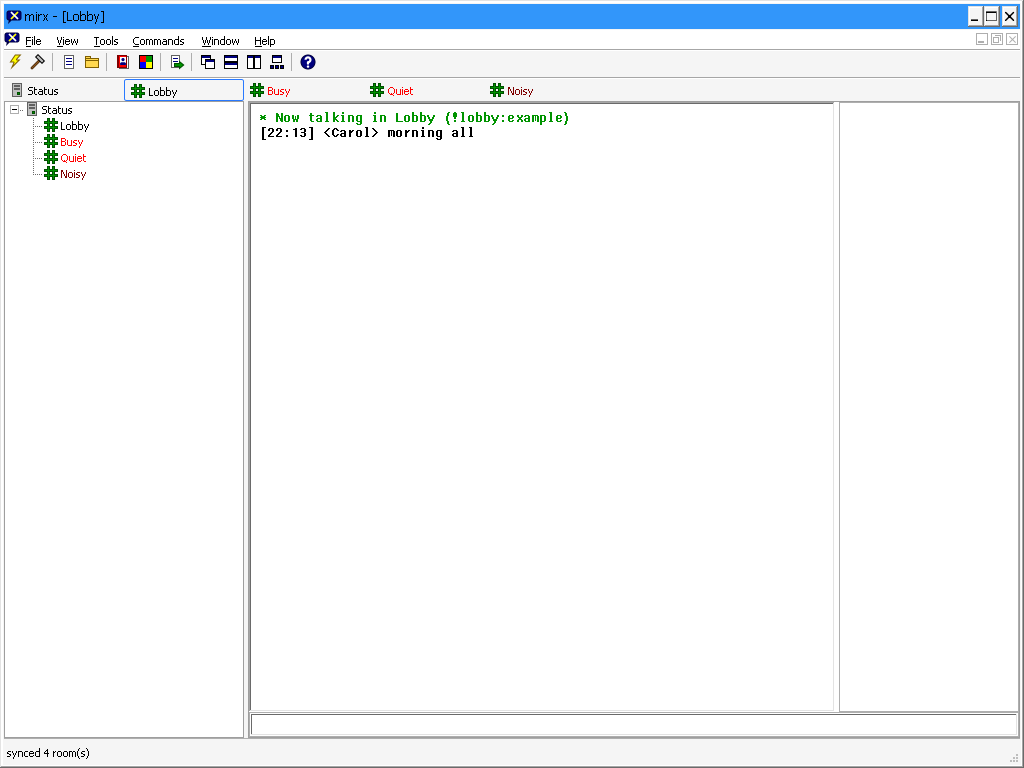 mirx - [Lobby]
File View Tools Commands Window Help
Status Lobby Busy Quiet Noisy
Status
Lobby
Busy
Quiet
Noisy
* Now talking in Lobby (!lobby:example)
[22:13] <Carol> morning all
synced 4 room(s)